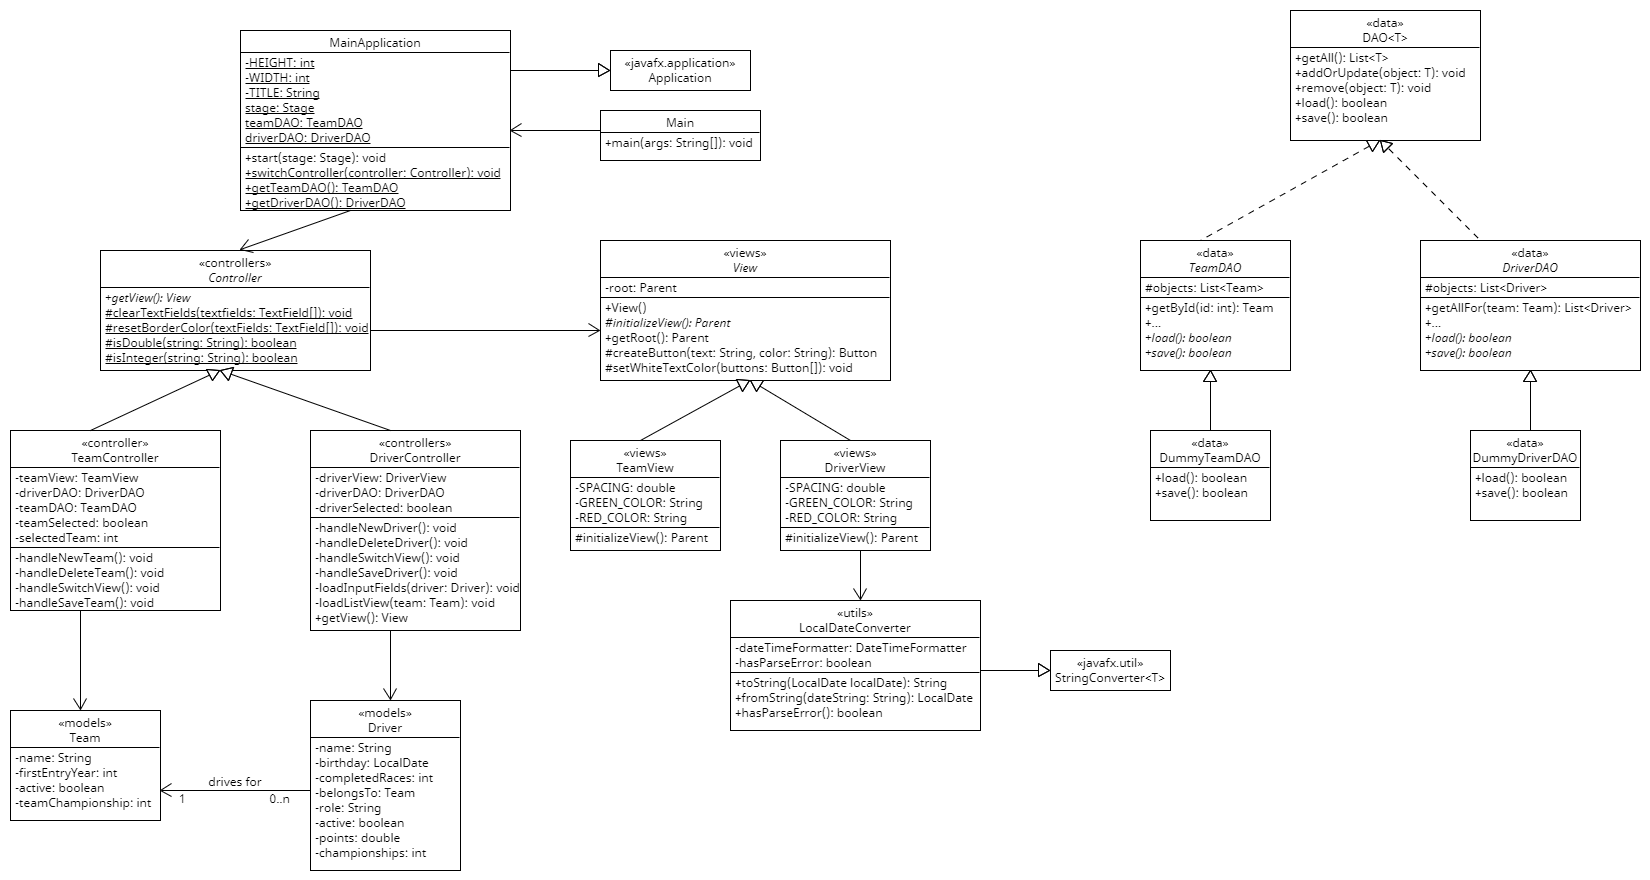 MainApplication
-HEIGHT: int
-WIDTH: int
-TITLE: String
stage: Stage
teamDAO: TeamDAO
driverDAO: DriverDAO
+start(stage: Stage): void
+switchController(controller: Controller): void
+getTeamDAO(): TeamDAO
+getDriverDAO(): DriverDAO
«javafx.application»
Application
Main
+main(args: String[]): void
«data»
DAO<T>
+getAll(): List<T>
+addOrUpdate(object: T): void
+remove(object: T): void
+load(): boolean
+save(): boolean
«controllers»
Controller
+getView(): View
#clearTextFields(textfields: TextField[]): void
#resetBorderColor(textFields: TextField[]): void
#isDouble(string: String): boolean
#isInteger(string: String): boolean
«views»
View
-root: Parent
+View()
#initializeView(): Parent
+getRoot(): Parent
#createButton(text: String, color: String): Button
#setWhiteTextColor(buttons: Button[]): void
«data»
TeamDAO
#objects: List<Team>
+getById(id: int): Team
+...
+load(): boolean
+save(): boolean
«data»
DriverDAO
#objects: List<Driver>
+getAllFor(team: Team): List<Driver>
+...
+load(): boolean
+save(): boolean
«controller»
TeamController
-teamView: TeamView
-driverDAO: DriverDAO
-teamDAO: TeamDAO
-teamSelected: boolean
-selectedTeam: int
-handleNewTeam(): void
-handleDeleteTeam(): void
-handleSwitchView(): void
-handleSaveTeam(): void
«controllers»
DriverController
-driverView: DriverView
-driverDAO: DriverDAO
-driverSelected: boolean
-handleNewDriver(): void
-handleDeleteDriver(): void
-handleSwitchView(): void
-handleSaveDriver(): void
-loadInputFields(driver: Driver): void
-loadListView(team: Team): void
+getView(): View
«views»
TeamView
-SPACING: double
-GREEN_COLOR: String
-RED_COLOR: String
#initializeView(): Parent
«views»
DriverView
-SPACING: double
-GREEN_COLOR: String
-RED_COLOR: String
#initializeView(): Parent
«data»
DummyTeamDAO
+load(): boolean
+save(): boolean
«data»
DummyDriverDAO
+load(): boolean
+save(): boolean
«utils»
LocalDateConverter
-dateTimeFormatter: DateTimeFormatter
-hasParseError: boolean
+toString(LocalDate localDate): String
+fromString(dateString: String): LocalDate
+hasParseError(): boolean
«javafx.util»
StringConverter<T>
«models»
Team
-name: String
-firstEntryYear: int
-active: boolean
-teamChampionship: int
drives for
1
0..n
«models»
Driver
-name: String
-birthday: LocalDate
-completedRaces: int
-belongsTo: Team
-role: String
-active: boolean
-points: double
-championships: int